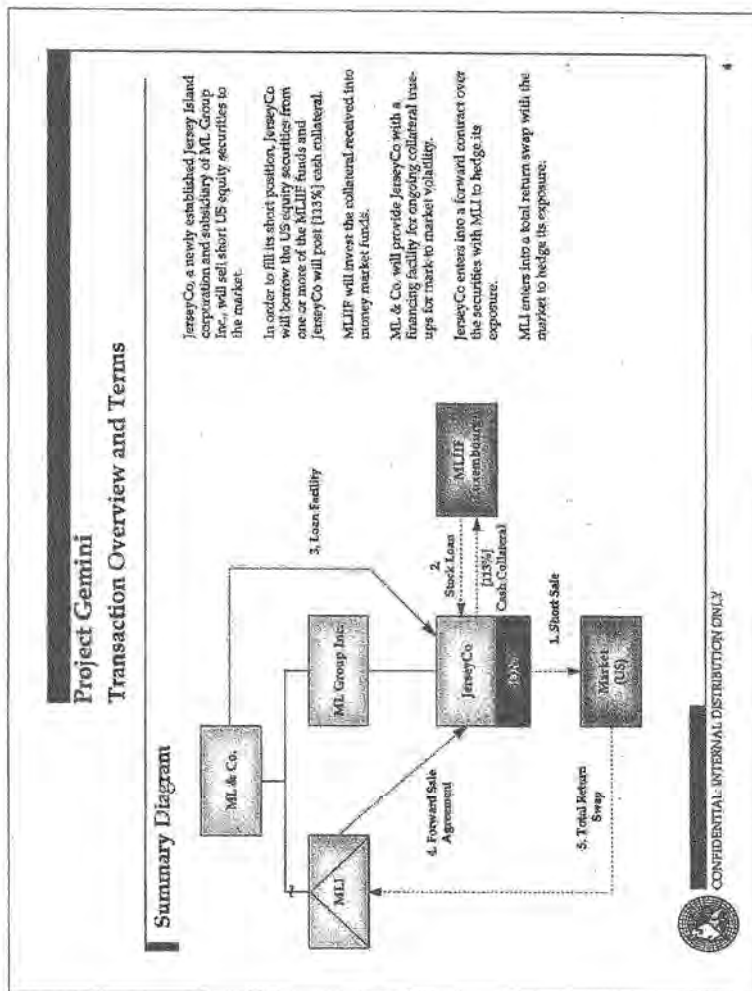 Project Gemini
Transaction Overview and Terms
Summary Diagram
ML & Co.
MLI
ML Group Inc.
3. Loan Facility
4. Forward Sale
Agreement
JerseyCo
2.
Stock Loan
[113%]
Cash Collateral
MLIIF
(Luxembourg)
1. Short Sale
Market
(US)
5. Total Return
Swap
JerseyCo, a newly established Jersey Island
corporation and subsidiary of ML Group
Inc., will sell short US equity securities to
the market.
In order to fill its short position, JerseyCo
will borrow the US equity securities from
one or more of the MLIIF funds and
JerseyCo will post [113%] cash collateral.
MLIIF will invest the collateral received into
money market funds.
ML & Co. will provide JerseyCo with a
financing facility for ongoing collateral true-
ups for mark-to market volatility.
JerseyCo enters into a forward contract over
the securities with MLI to hedge its
exposure.
MLI enters into a total return swap with the
market to hedge its exposure.
CONFIDENTIAL: INTERNAL DISTRIBUTION ONLY